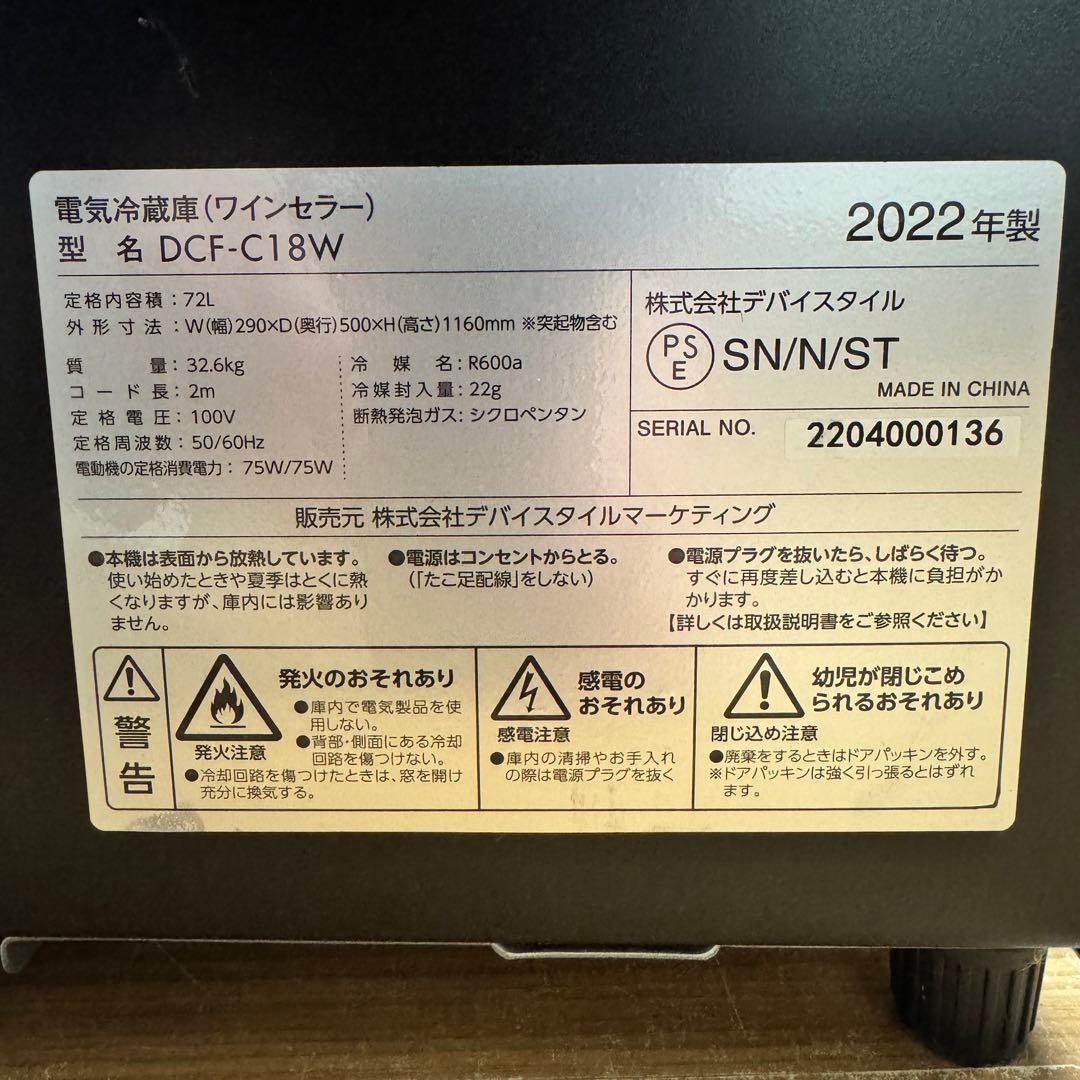 電気冷蔵庫(ワインセラー)
型 名 DCF-C18W
2022年製
定格内容積:72L
外形寸法:W(幅)290×D(奥行)500×H(高さ)1160mm ※突起物含む
質 量:32.6kg
コード長:2m
定格電圧:100V
定格周波数:50/60Hz
電動機の定格消費電力:75W/75W
冷 媒 名:R600a
冷媒封入量:22g
断熱発泡ガス:シクロペンタン
株式会社デバイスタイル
PSE SN/N/ST
MADE IN CHINA
SERIAL NO. 2204000136
販売元 株式会社デバイスタイルマーケティング
●本機は表面から放熱しています。
使い始めたときや夏季はとくに熱
くなりますが、庫内には影響あり
ません。
●電源はコンセントからとる。
(「たこ足配線」をしない)
●電源プラグを抜いたら、しばらく待つ。
すぐに再度差し込むと本機に負担がか
かります。
【詳しくは取扱説明書をご参照ください】
警告
発火注意
発火のおそれあり
●庫内で電気製品を使
用しない。
●背部・側面にある冷却
回路を傷つけない。
●冷却回路を傷つけたときは、窓を開け
充分に換気する。
感電の
おそれあり
感電注意
●庫内の清掃やお手入れ
の際は電源プラグを抜く
幼児が閉じこめ
られるおそれあり
閉じ込め注意
●廃棄をするときはドアパッキンを外す。
※ドアパッキンは強く引っ張るとはずれ
ます。